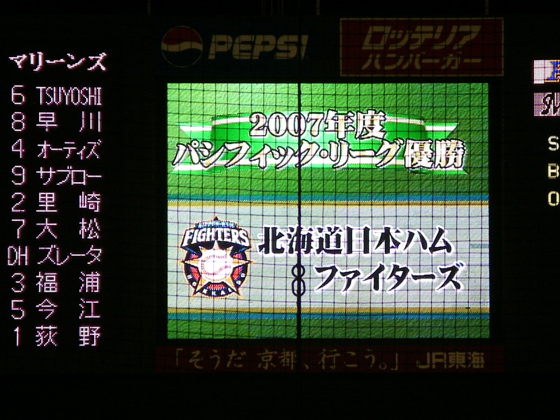 マリーンズ
6 TSUYOSHI
8 早川
4 オーティズ
9 サブロー
2 里崎
7 大松
DH ズレータ
3 福浦
5 今江
1 荻野
PEPSI
ロッテリア
ハンバーガー
2007年度
パシフィック・リーグ優勝
FIGHTERS
HOKKAIDO
北海道日本ハム
ファイターズ
「そうだ 京都、行こう。」 JR東海
S
B
O